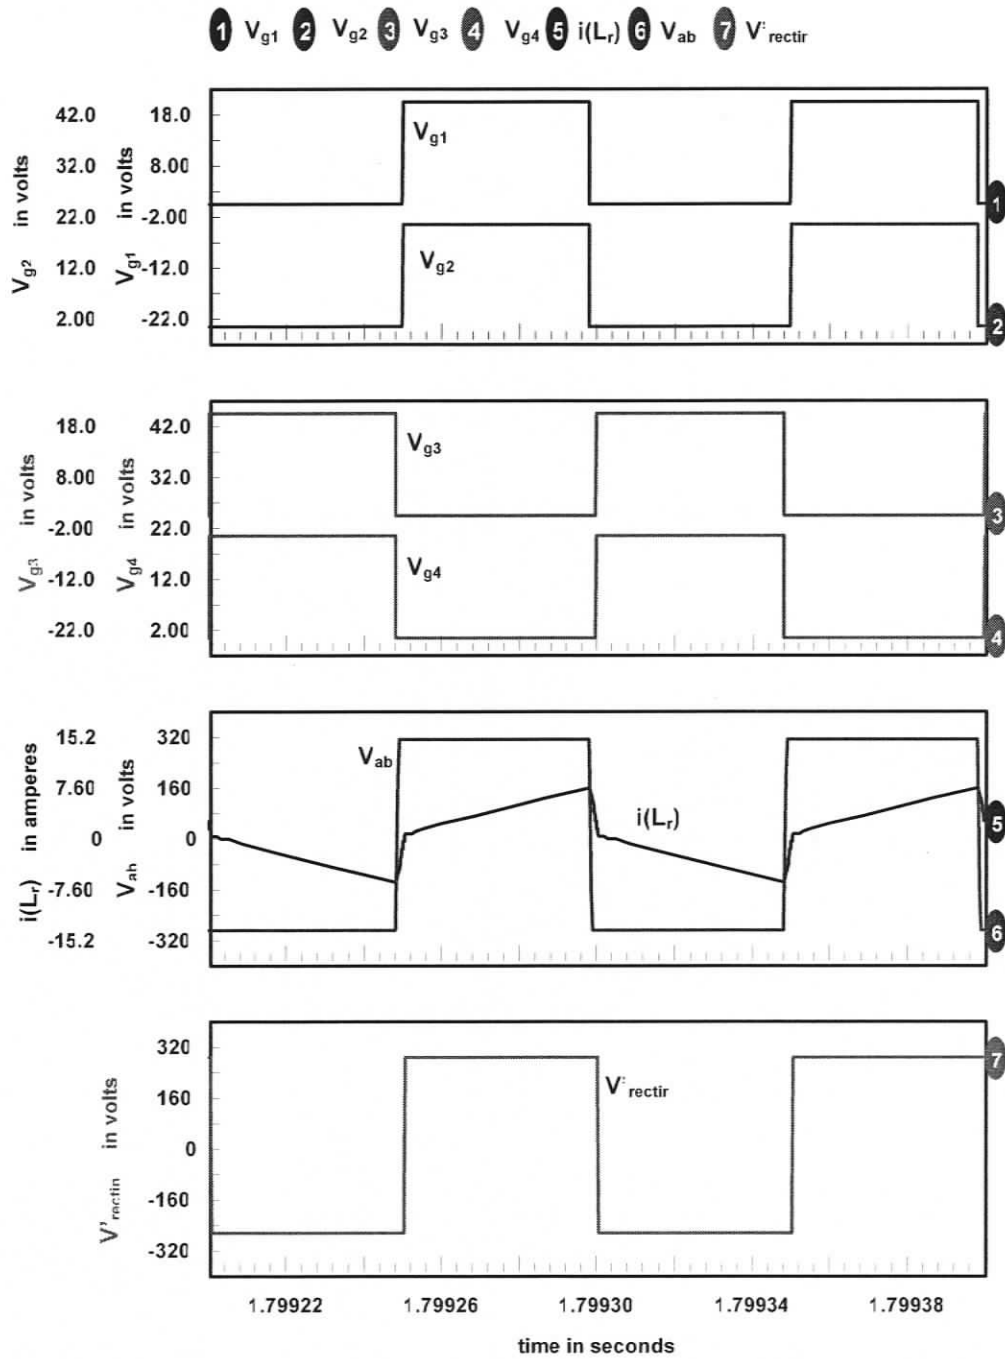 1 Vg1 2 Vg2 3 Vg3 4 Vg4 5 i(Lr) 6 Vab 7 V':rectir
42.0 18.0
32.0 8.00
22.0 -2.00
12.0 -12.0
2.00 -22.0
Vg2 in volts
Vg1 in volts
Vg1
Vg2
1
2
18.0 42.0
8.00 32.0
-2.00 22.0
-12.0 12.0
-22.0 2.00
Vg3 in volts
Vg4 in volts
Vg3
Vg4
3
4
15.2 320
7.60 160
0 0
-7.60 -160
-15.2 -320
i(Lr) in amperes
Vab in volts
Vab
i(Lr)
5
6
320
160
0
-160
-320
V'rectin in volts
V':rectir
7
1.79922 1.79926 1.79930 1.79934 1.79938
time in seconds